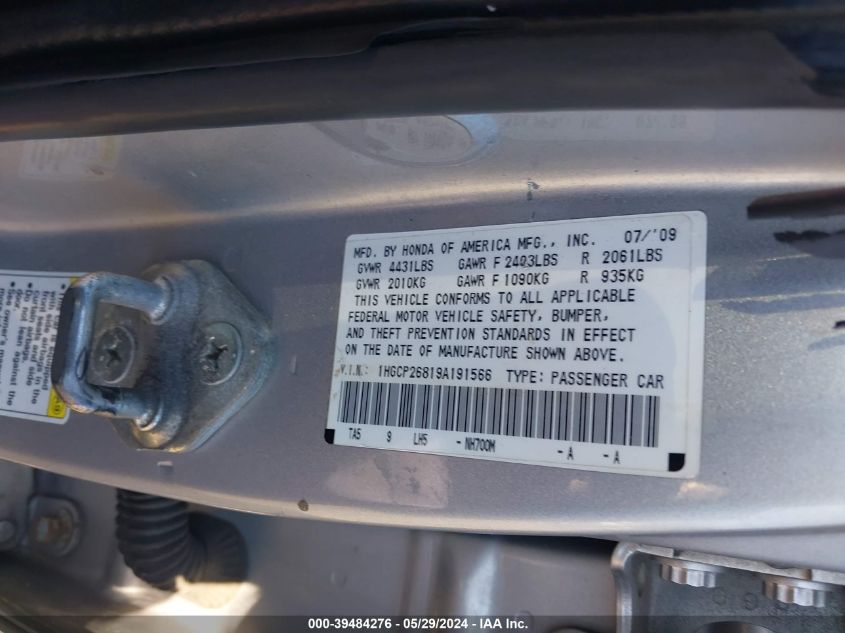 MFD. BY HONDA OF AMERICA MFG., INC. 07/'09
GVWR 4431LBS GAWR F 2403LBS R 2061LBS
GVWR 2010KG GAWR F 1090KG R 935KG
THIS VEHICLE CONFORMS TO ALL APPLICABLE
FEDERAL MOTOR VEHICLE SAFETY, BUMPER,
AND THEFT PREVENTION STANDARDS IN EFFECT
ON THE DATE OF MANUFACTURE SHOWN ABOVE.
V.I.N.: 1HGCP26819A191566 TYPE: PASSENGER CAR
TA5 9 LH5 -NH700M -A -A
000-39484276 - 05/29/2024 - IAA Inc.